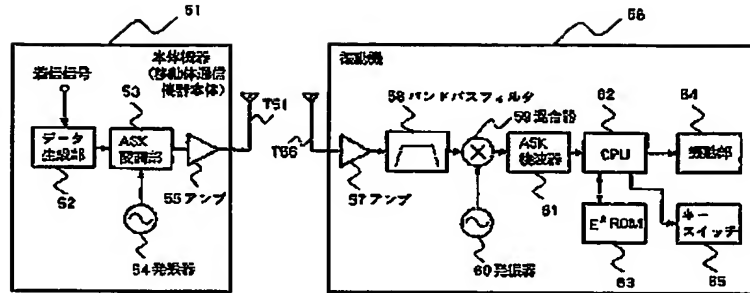 51
本体機器
(移動体通信
機器本体)
着信信号
53
データ
生成部
ASK
変調部
52
55 アンプ
54 発振器
T51
56
振動機
T56
57 アンプ
58 バンドパスフィルタ
59 混合器
60 発振器
ASK
検波器
61
62
CPU
64
振動部
E² ROM
63
キー
スイッチ
65